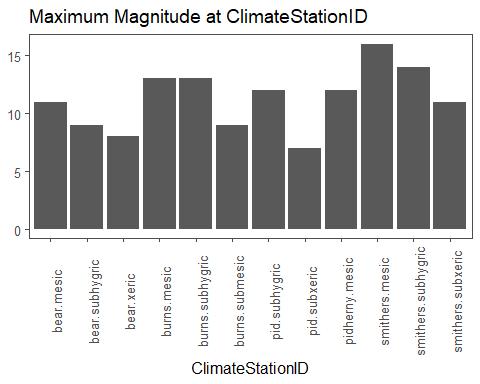 Maximum Magnitude at ClimateStationID
15
10
5
0
bear.mesic
bear.subhygric
bear.xeric
burns.mesic
burns.subhygric
burns.submesic
pid.subhygric
pid.subxeric
pidherny.mesic
smithers.mesic
smithers.subhygric
smithers.subxeric
ClimateStationID